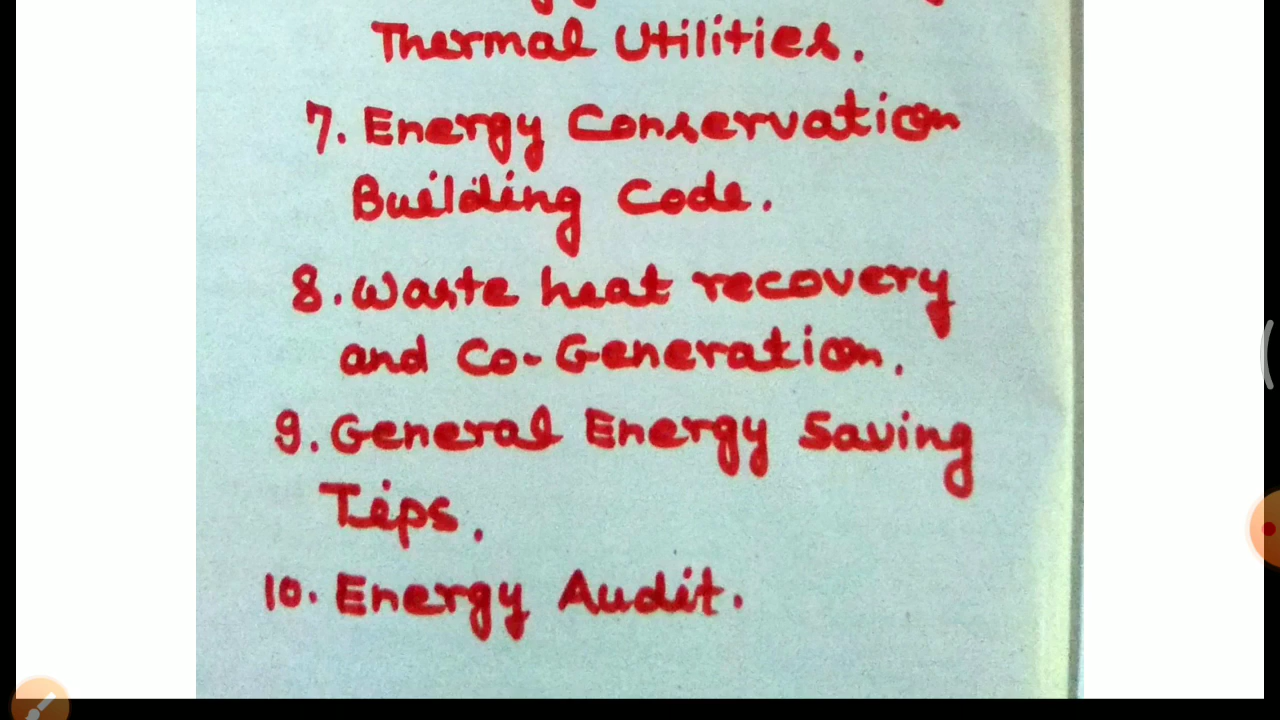 Thermal Utilities.
7. Energy Conservation
Building Code.
8. Waste heat recovery
and Co-Generation.
9. General Energy Saving
Tips.
10. Energy Audit.